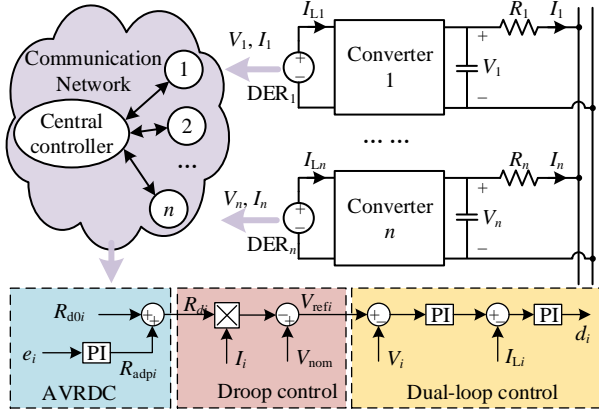 Communication
Network
Central
controller
1
2
...
n
V1, I1
Vn, In
IL1
+
−
DER1
Converter
1
+
V1
−
R1
I1
... ...
ILn
+
−
DERn
Converter
n
+
Vn
−
Rn
In
Rd0i
ei
PI
Radpi
+
+
AVRDC
Rdi
Ii
−
+
Vnom
Droop control
Vrefi
+
−
Vi
PI
+
−
ILi
PI
di
Dual-loop control